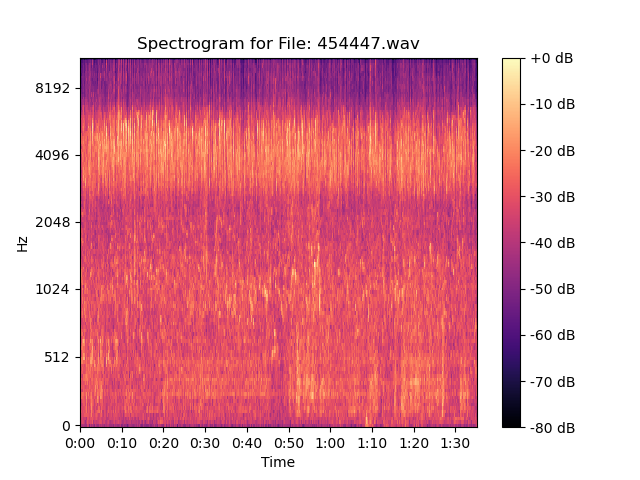 Spectrogram for File: 454447.wav
Hz
8192
4096
2048
1024
512
0
0:00 0:10 0:20 0:30 0:40 0:50 1:00 1:10 1:20 1:30
Time
+0 dB
-10 dB
-20 dB
-30 dB
-40 dB
-50 dB
-60 dB
-70 dB
-80 dB